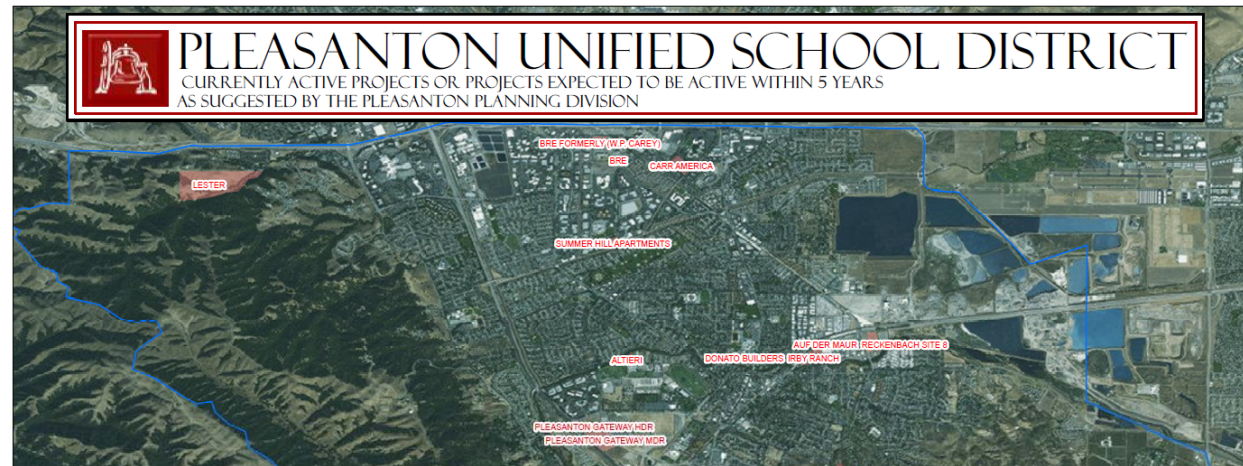 PLEASANTON UNIFIED SCHOOL DISTRICT
CURRENTLY ACTIVE PROJECTS OR PROJECTS EXPECTED TO BE ACTIVE WITHIN 5 YEARS
AS SUGGESTED BY THE PLEASANTON PLANNING DIVISION
BRE FORMERLY (W.P. CAREY)
BRE
CARR AMERICA
LESTER
SUMMER HILL APARTMENTS
AUF DER MAUR RECKENBACH SITE 8
ALTIERI
DONATO BUILDERS
IRBY RANCH
PLEASANTON GATEWAY HDR
PLEASANTON GATEWAY MDR